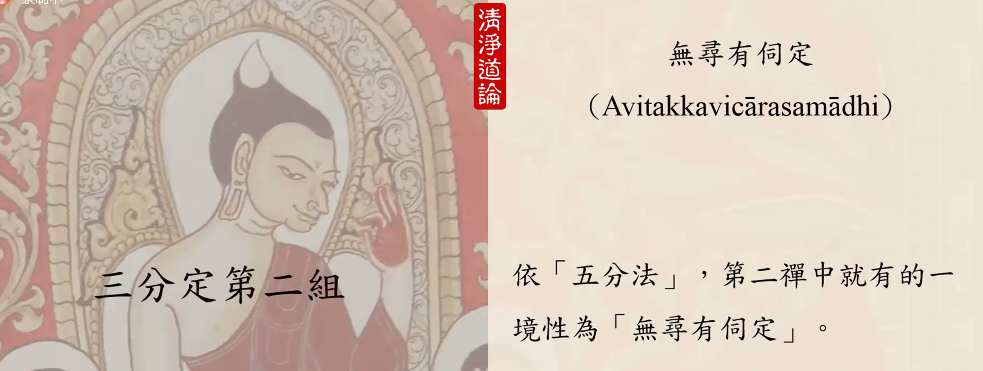 清淨道論
三分定第二組
無尋有伺定
（Avitakkavicārasamādhi）
依「五分法」，第二禪中就有的一
境性為「無尋有伺定」。